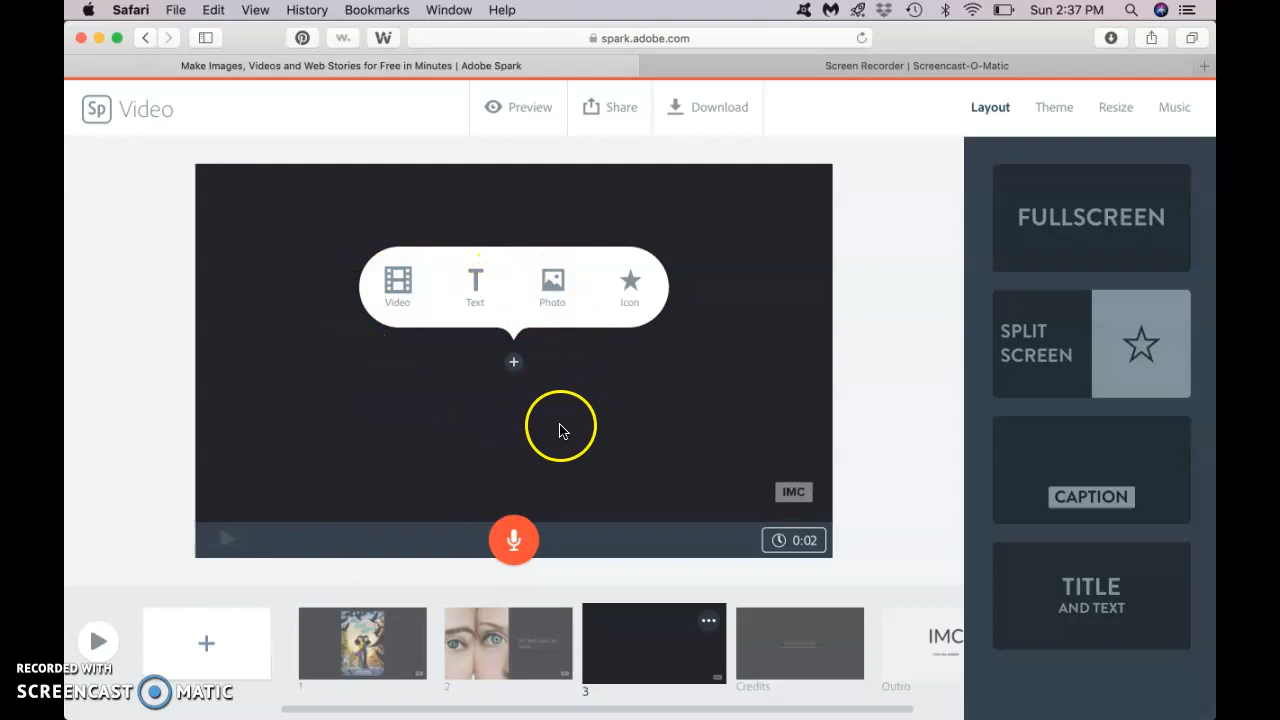 Safari File Edit View History Bookmarks Window Help Sun 2:37 PM
w. W spark.adobe.com
Make Images, Videos and Web Stories for Free in Minutes | Adobe Spark Screen Recorder | Screencast-O-Matic
Sp Video Preview Share Download Layout Theme Resize Music
FULLSCREEN
Video Text Photo Icon
SPLIT
SCREEN
IMC
CAPTION
0:02
TITLE
AND TEXT
IMC
1 2 3 Credits Outro
RECORDED WITH
SCREENCAST MATIC